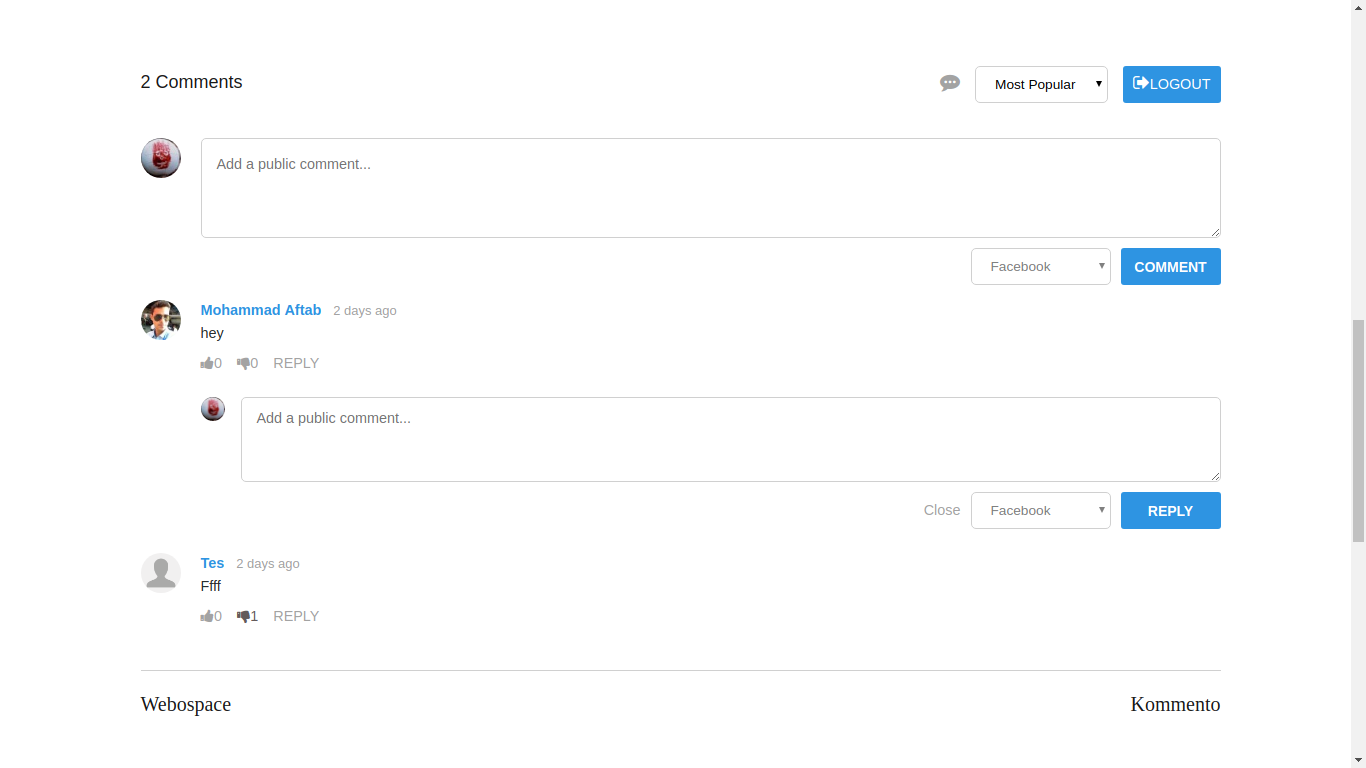 2 Comments
Most Popular
LOGOUT
Add a public comment...
Facebook
COMMENT
Mohammad Aftab 2 days ago
hey
0 0 REPLY
Add a public comment...
Close
Facebook
REPLY
Tes 2 days ago
Ffff
0 1 REPLY
Webospace
Kommento